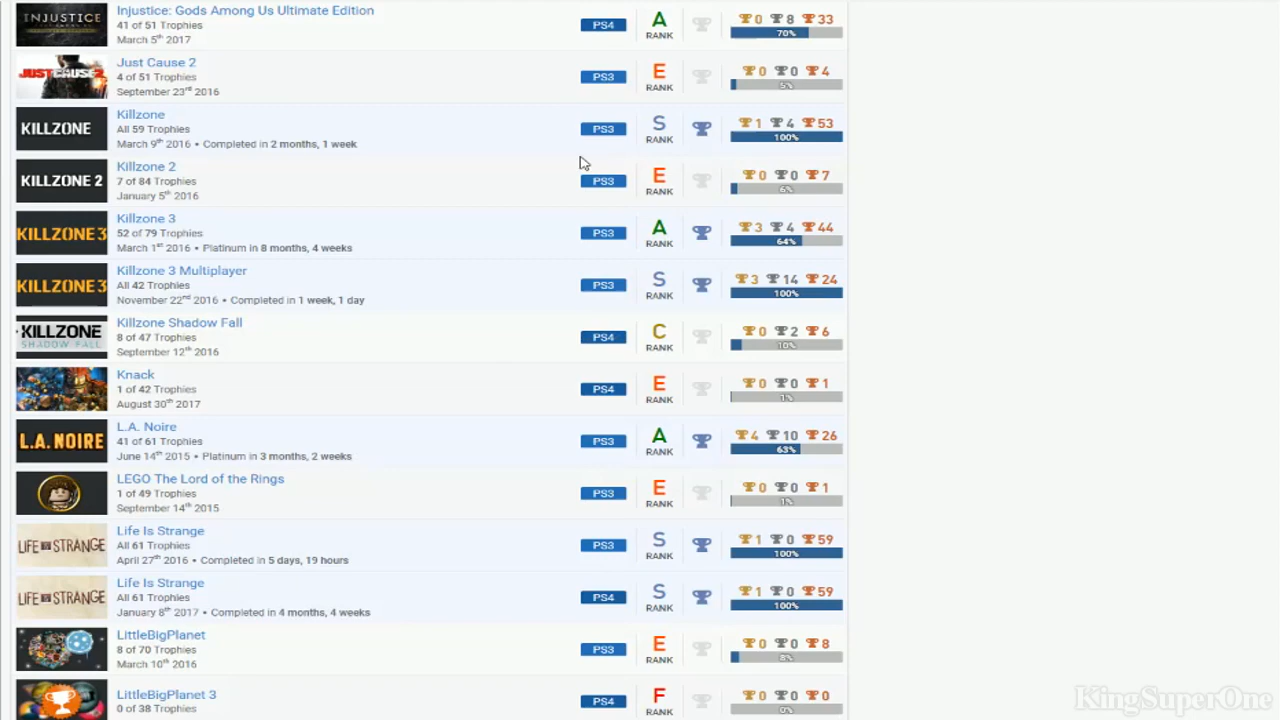 INJUSTICE
Injustice: Gods Among Us Ultimate Edition
41 of 51 Trophies
March 5th 2017
PS4
A
RANK
0 8 33
70%
JUST CAUSE 2
Just Cause 2
4 of 51 Trophies
September 23rd 2016
PS3
E
RANK
0 0 4
5%
KILLZONE
Killzone
All 59 Trophies
March 9th 2016 • Completed in 2 months, 1 week
PS3
S
RANK
1 4 53
100%
KILLZONE 2
Killzone 2
7 of 84 Trophies
January 5th 2016
PS3
E
RANK
0 0 7
6%
KILLZONE 3
Killzone 3
52 of 79 Trophies
March 1st 2016 • Platinum in 8 months, 4 weeks
PS3
A
RANK
3 4 44
64%
KILLZONE 3
Killzone 3 Multiplayer
All 42 Trophies
November 22nd 2016 • Completed in 1 week, 1 day
PS3
S
RANK
3 14 24
100%
KILLZONE
SHADOW FALL
Killzone Shadow Fall
8 of 47 Trophies
September 12th 2016
PS4
C
RANK
0 2 6
10%
Knack
1 of 42 Trophies
August 30th 2017
PS4
E
RANK
0 0 1
1%
L.A. NOIRE
L.A. Noire
41 of 61 Trophies
June 14th 2015 • Platinum in 3 months, 2 weeks
PS3
A
RANK
4 10 26
63%
LEGO The Lord of the Rings
1 of 49 Trophies
September 14th 2015
PS3
E
RANK
0 0 1
1%
LIFE IS STRANGE
Life Is Strange
All 61 Trophies
April 27th 2016 • Completed in 5 days, 19 hours
PS3
S
RANK
1 0 59
100%
LIFE IS STRANGE
Life Is Strange
All 61 Trophies
January 8th 2017 • Completed in 4 months, 4 weeks
PS4
S
RANK
1 0 59
100%
LittleBigPlanet
8 of 70 Trophies
March 10th 2016
PS3
E
RANK
0 0 8
8%
LittleBigPlanet 3
0 of 38 Trophies
PS4
F
RANK
0 0 0
0%
KingSuperOne